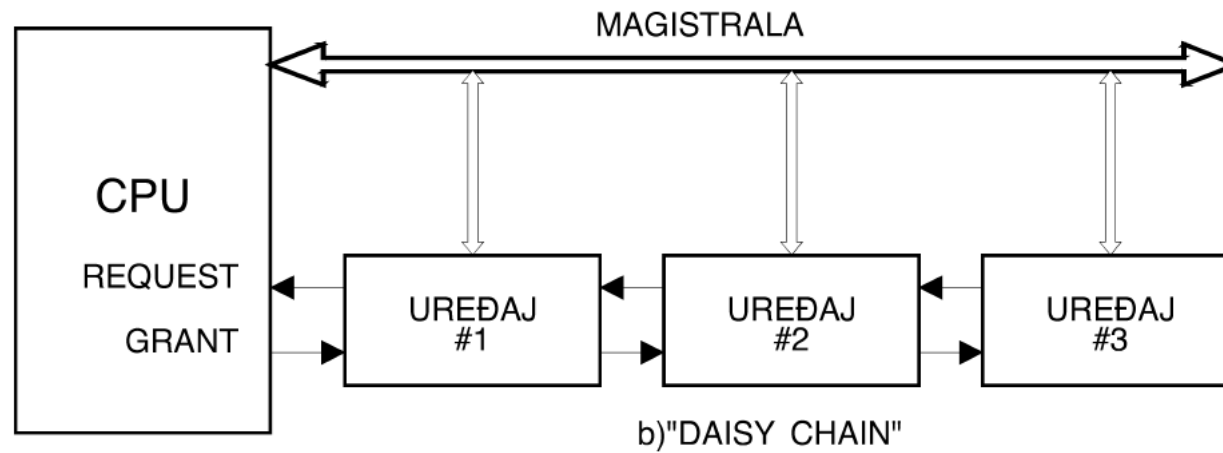 MAGISTRALA
CPU
REQUEST
GRANT
UREĐAJ
#1
UREĐAJ
#2
UREĐAJ
#3
b)"DAISY CHAIN"